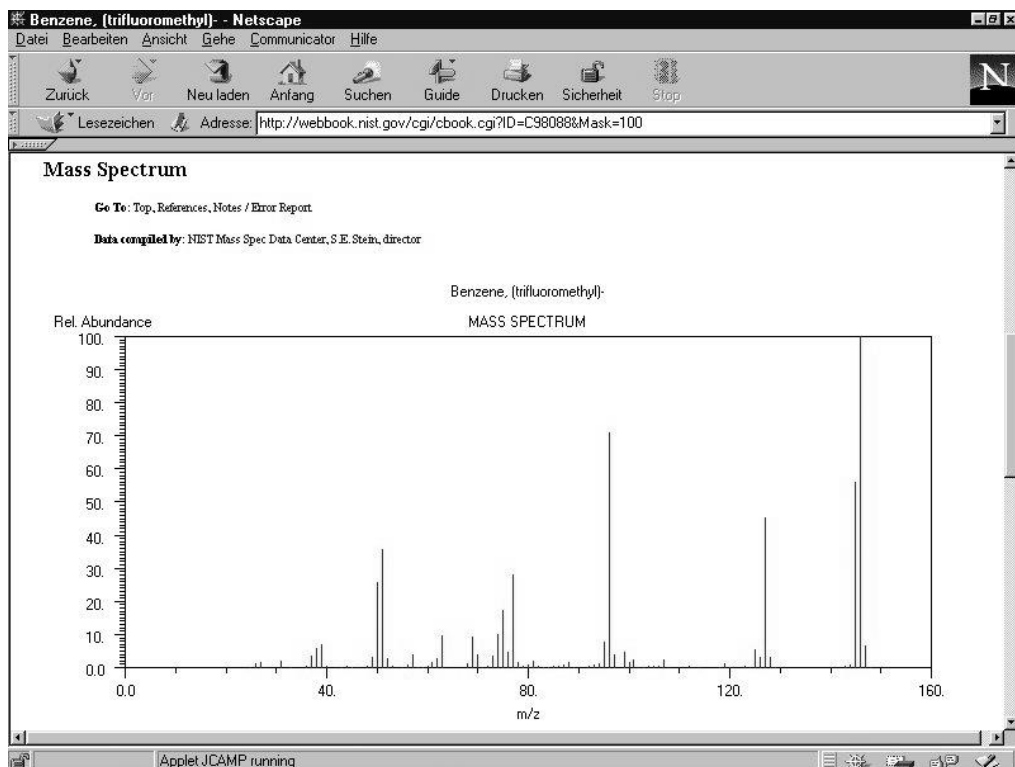 Benzene, (trifluoromethyl)- - Netscape
Datei Bearbeiten Ansicht Gehe Communicator Hilfe
Zurück Vor Neu laden Anfang Suchen Guide Drucken Sicherheit Stop
N
Lesezeichen Adresse: http://webbook.nist.gov/cgi/cbook.cgi?ID=C98088&Mask=100
Mass Spectrum
Go To: Top, References, Notes / Error Report
Data compiled by: NIST Mass Spec Data Center, S.E. Stein, director
Benzene, (trifluoromethyl)-
Rel. Abundance MASS SPECTRUM
100.
90.
80.
70.
60.
50.
40.
30.
20.
10.
0.0
0.0 40. 80. 120. 160.
m/z
Applet JCAMP running